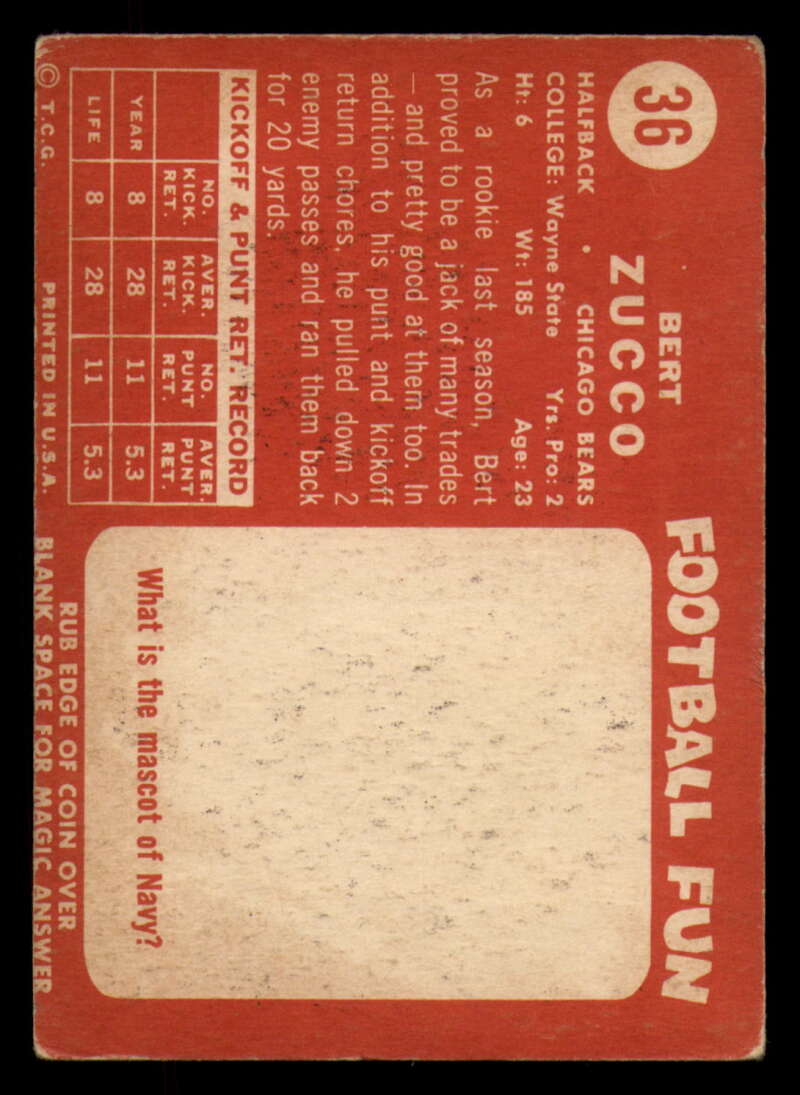 36
BERT
ZUCCO
HALFBACK • CHICAGO BEARS
COLLEGE: Wayne State Yrs. Pro: 2
Ht: 6 Wt: 185 Age: 23
As a rookie last season, Bert
proved to be a jack of many trades
— and pretty good at them, too. In
addition to his punt and kickoff
return chores, he pulled down 2
enemy passes and ran them back
for 20 yards.
KICKOFF & PUNT RET. RECORD
NO. KICK. RET. AVER. KICK. RET. NO. PUNT RET. AVER. PUNT RET.
YEAR 8 28 11 5.3
LIFE 8 28 11 5.3
© T.C.G. PRINTED IN U.S.A.
FOOTBALL FUN
What is the mascot of Navy?
RUB EDGE OF COIN OVER
BLANK SPACE FOR MAGIC ANSWER